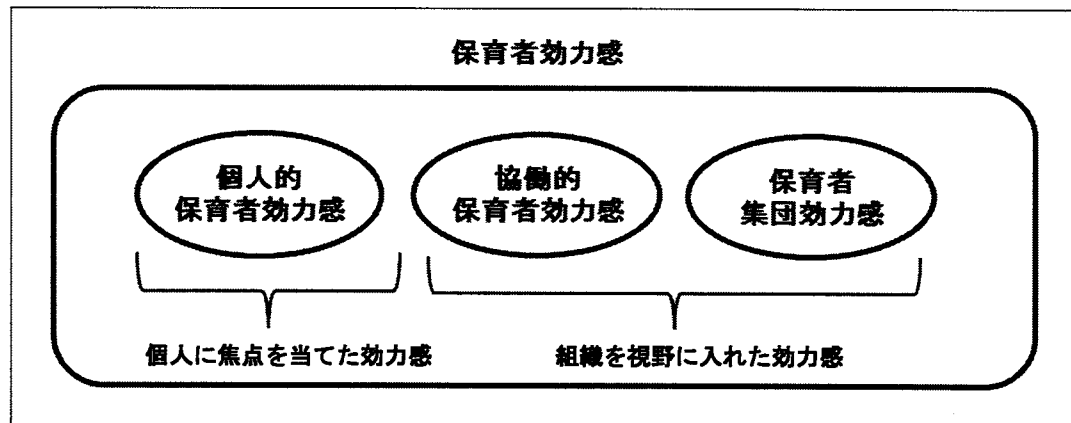 保育者効力感
個人的
保育者効力感
協働的
保育者効力感
保育者
集団効力感
個人に焦点を当てた効力感
組織を視野に入れた効力感